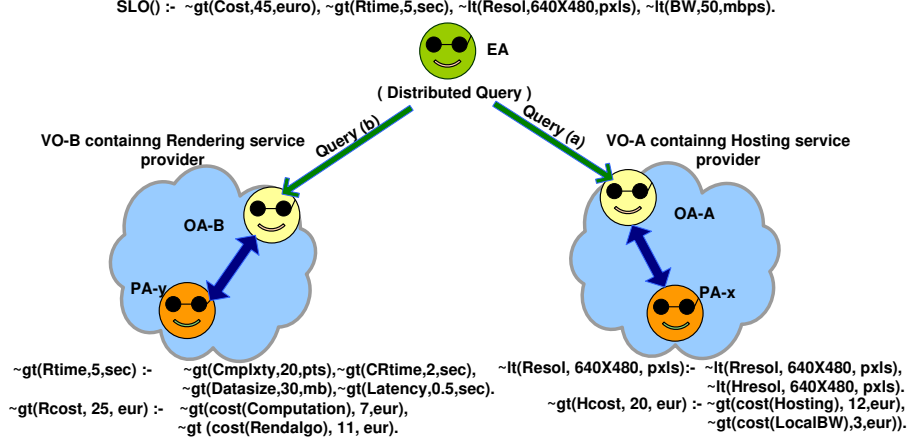 SLO() :- ~gt(Cost,45,euro), ~gt(Rtime,5,sec), ~lt(Resol,640X480,pxls), ~lt(BW,50,mbps).
EA
( Distributed Query )
Query (b)
Query (a)
VO-B containng Rendering service
provider
VO-A containng Hosting service
provider
OA-B
OA-A
PA-y
PA-x
~gt(Rtime,5,sec) :- ~gt(Cmplxty,20,pts),~gt(CRtime,2,sec),
~gt(Datasize,30,mb),~gt(Latency,0.5,sec).
~gt(Rcost, 25, eur) :- ~gt(cost(Computation), 7,eur),
~gt (cost(Rendalgo), 11, eur).
~lt(Resol, 640X480, pxls):- ~lt(Rresol, 640X480, pxls),
~lt(Hresol, 640X480, pxls).
~gt(Hcost, 20, eur) :- ~gt(cost(Hosting), 12,eur),
~gt(cost(LocalBW),3,eur)).